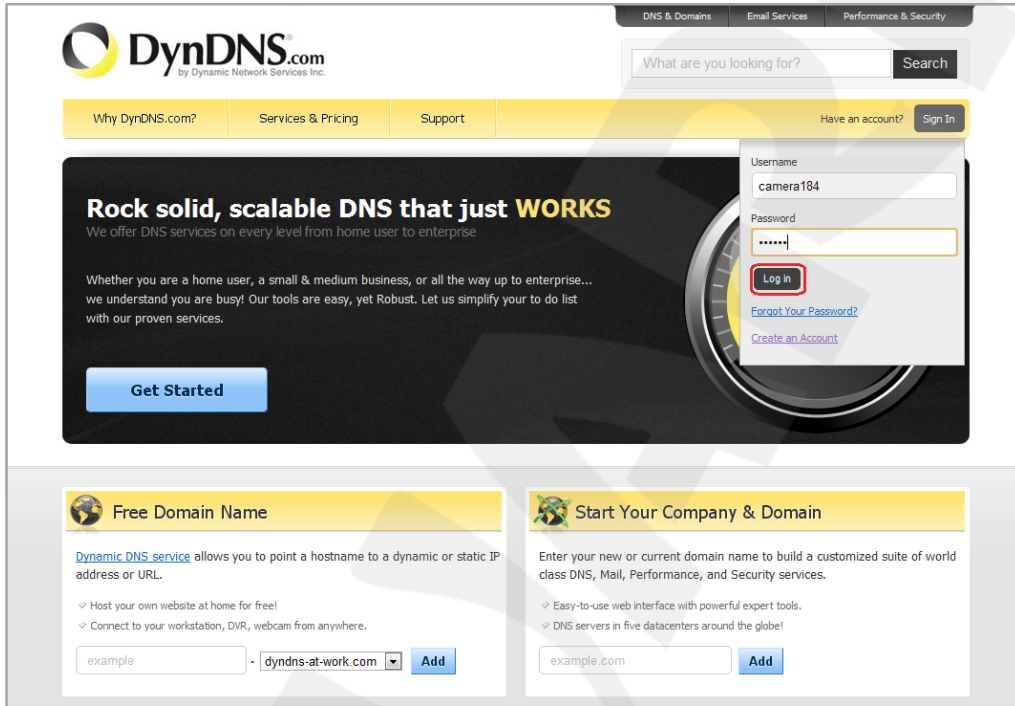 DNS & Domains Email Services Performance & Security
DynDNS.com
by Dynamic Network Services Inc.
What are you looking for? Search
Why DynDNS.com? Services & Pricing Support Have an account? Sign In
Username
camera184
Password
••••••
Log in
Forgot Your Password?
Create an Account
Rock solid, scalable DNS that just WORKS
We offer DNS services on every level from home user to enterprise
Whether you are a home user, a small & medium business, or all the way up to enterprise...
we understand you are busy! Our tools are easy, yet Robust. Let us simplify your to do list
with our proven services.
Get Started
Free Domain Name
Dynamic DNS service allows you to point a hostname to a dynamic or static IP
address or URL.
Host your own website at home for free!
Connect to your workstation, DVR, webcam from anywhere.
example - dyndns-at-work.com Add
Start Your Company & Domain
Enter your new or current domain name to build a customized suite of world
class DNS, Mail, Performance, and Security services.
Easy-to-use web interface with powerful expert tools.
DNS servers in five datacenters around the globe!
example.com Add